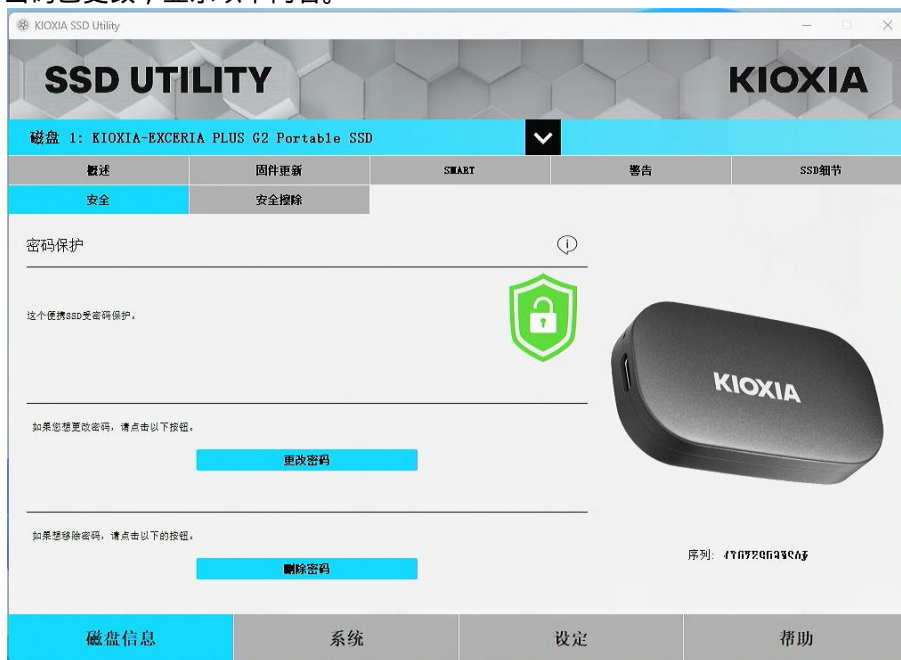 KIOXIA SSD Utility
SSD UTILITY
KIOXIA
磁盘 1: KIOXIA-EXCERIA PLUS G2 Portable SSD
概述 固件更新 SMART 警告 SSD细节
安全 安全擦除
密码保护
这个便携SSD受密码保护。
KIOXIA
如果您想更改密码，请点击以下按钮。
更改密码
如果想移除密码，请点击以下的按钮。
序列:
删除密码
磁盘信息 系统 设定 帮助